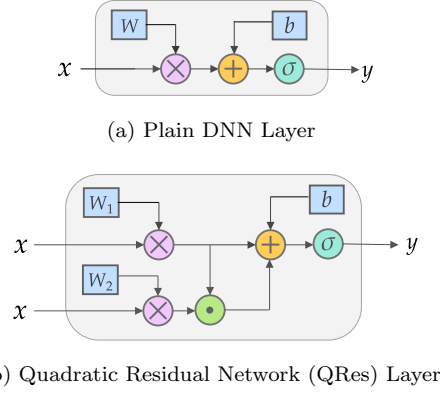 W b
x × + σ y
(a) Plain DNN Layer
W₁ b
x × + σ y
W₂
x × ·
) Quadratic Residual Network (QRes) Layer